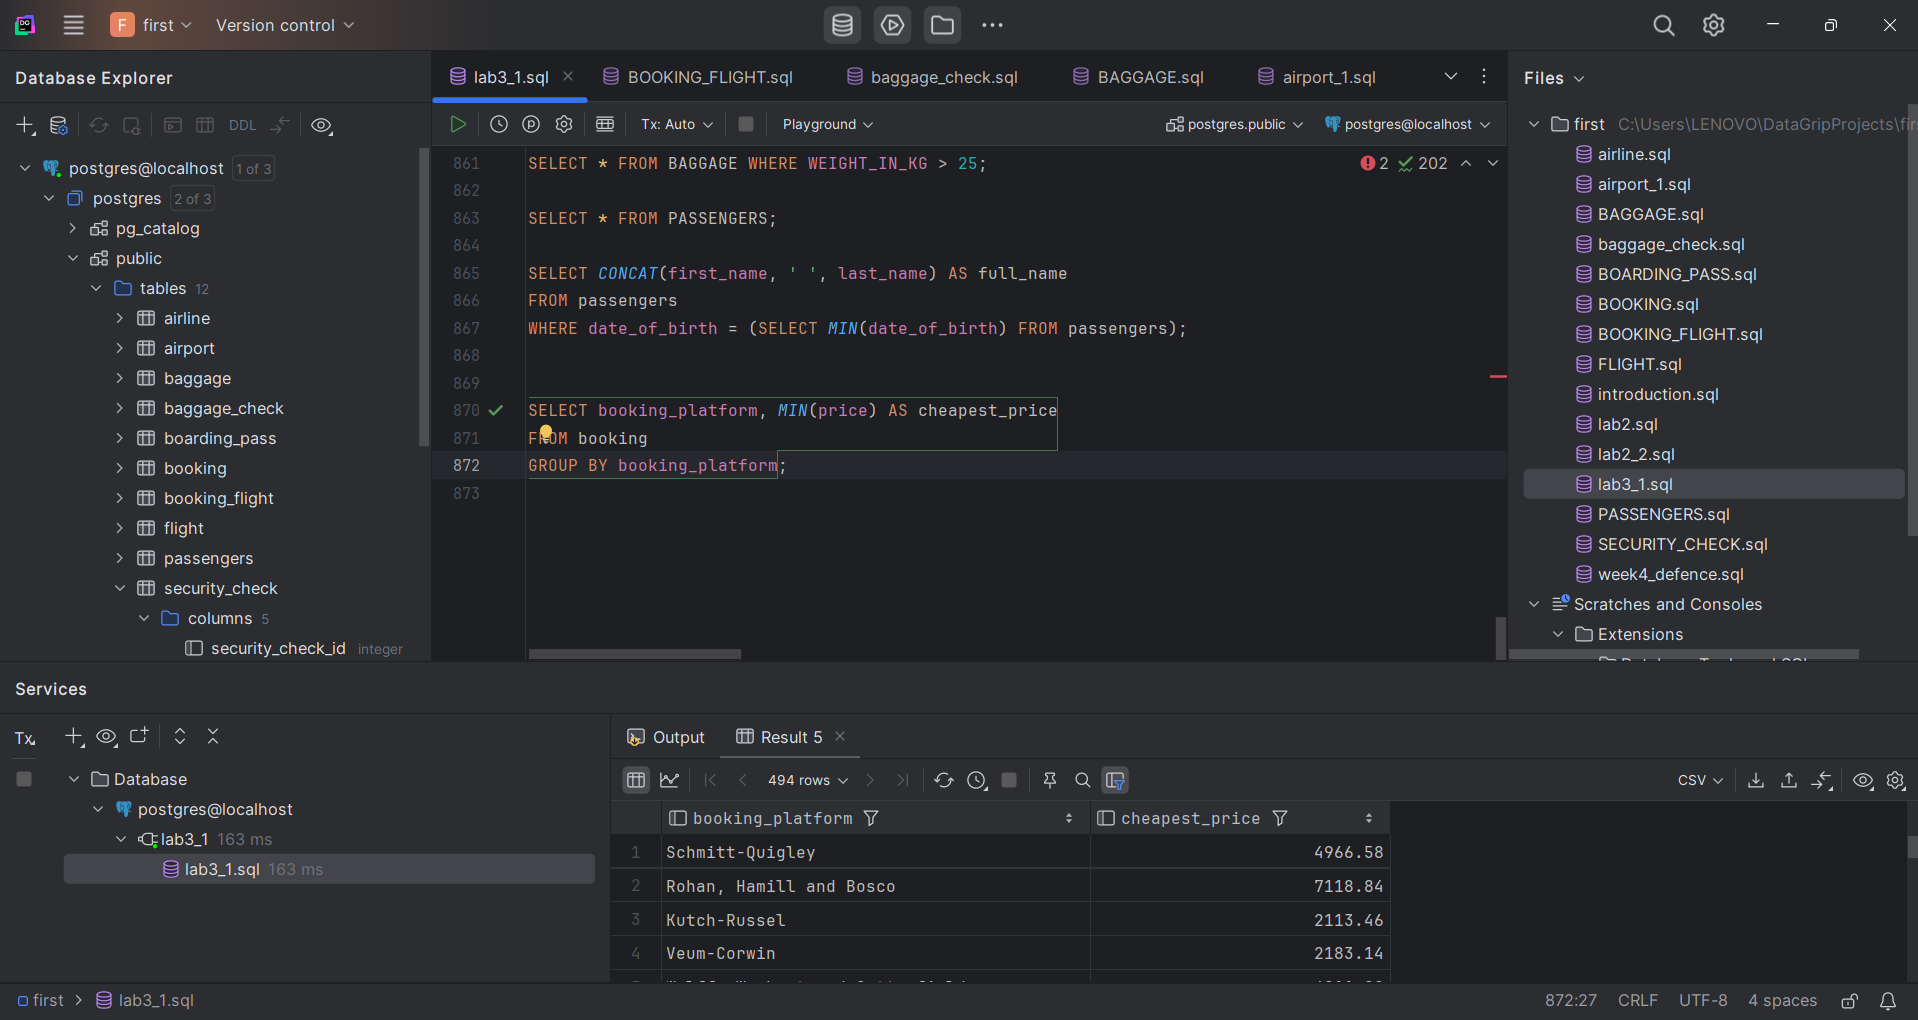 F first Version control
Database Explorer
lab3_1.sql BOOKING_FLIGHT.sql baggage_check.sql BAGGAGE.sql airport_1.sql
Files
DDL
Tx: Auto Playground postgres.public postgres@localhost
postgres@localhost 1 of 3
postgres 2 of 3
pg_catalog
public
tables 12
airline
airport
baggage
baggage_check
boarding_pass
booking
booking_flight
flight
passengers
security_check
columns 5
security_check_id integer
2 202
861 SELECT * FROM BAGGAGE WHERE WEIGHT_IN_KG > 25;
862
863 SELECT * FROM PASSENGERS;
864
865 SELECT CONCAT(first_name, ' ', last_name) AS full_name
866 FROM passengers
867 WHERE date_of_birth = (SELECT MIN(date_of_birth) FROM passengers);
868
869
870 SELECT booking_platform, MIN(price) AS cheapest_price
871 FROM booking
872 GROUP BY booking_platform;
873
first C:\Users\LENOVO\DataGripProjects\fir
airline.sql
airport_1.sql
BAGGAGE.sql
baggage_check.sql
BOARDING_PASS.sql
BOOKING.sql
BOOKING_FLIGHT.sql
FLIGHT.sql
introduction.sql
lab2.sql
lab2_2.sql
lab3_1.sql
PASSENGERS.sql
SECURITY_CHECK.sql
week4_defence.sql
Scratches and Consoles
Extensions
Services
Tx
Database
postgres@localhost
lab3_1 163 ms
lab3_1.sql 163 ms
Output Result 5
494 rows CSV
booking_platform cheapest_price
1 Schmitt-Quigley 4966.58
2 Rohan, Hamill and Bosco 7118.84
3 Kutch-Russel 2113.46
4 Veum-Corwin 2183.14
first > lab3_1.sql
872:27 CRLF UTF-8 4 spaces